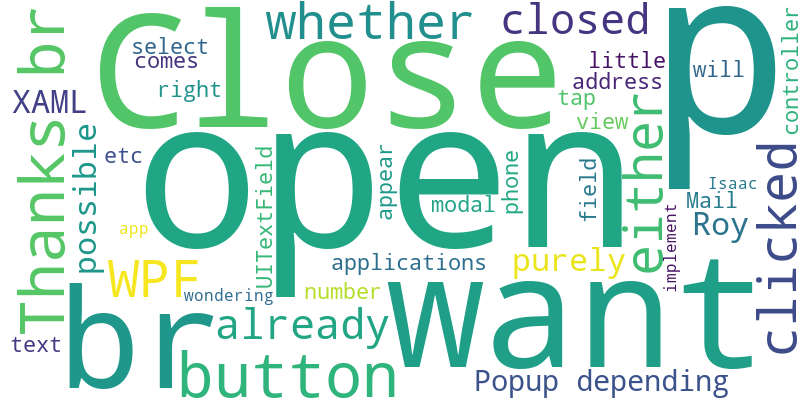 br
Close
whether
closed
p
select
comes
right
little
address
will
controller
XAML
tap
view
Thanks
possible
etc
open
either
clicked
UITextField
appear
modal
phone
field
Isaac
Mail
Roy
app
implement
WPF
wondering
applications
purely
number
br
already
Want
text
button
Popup depending